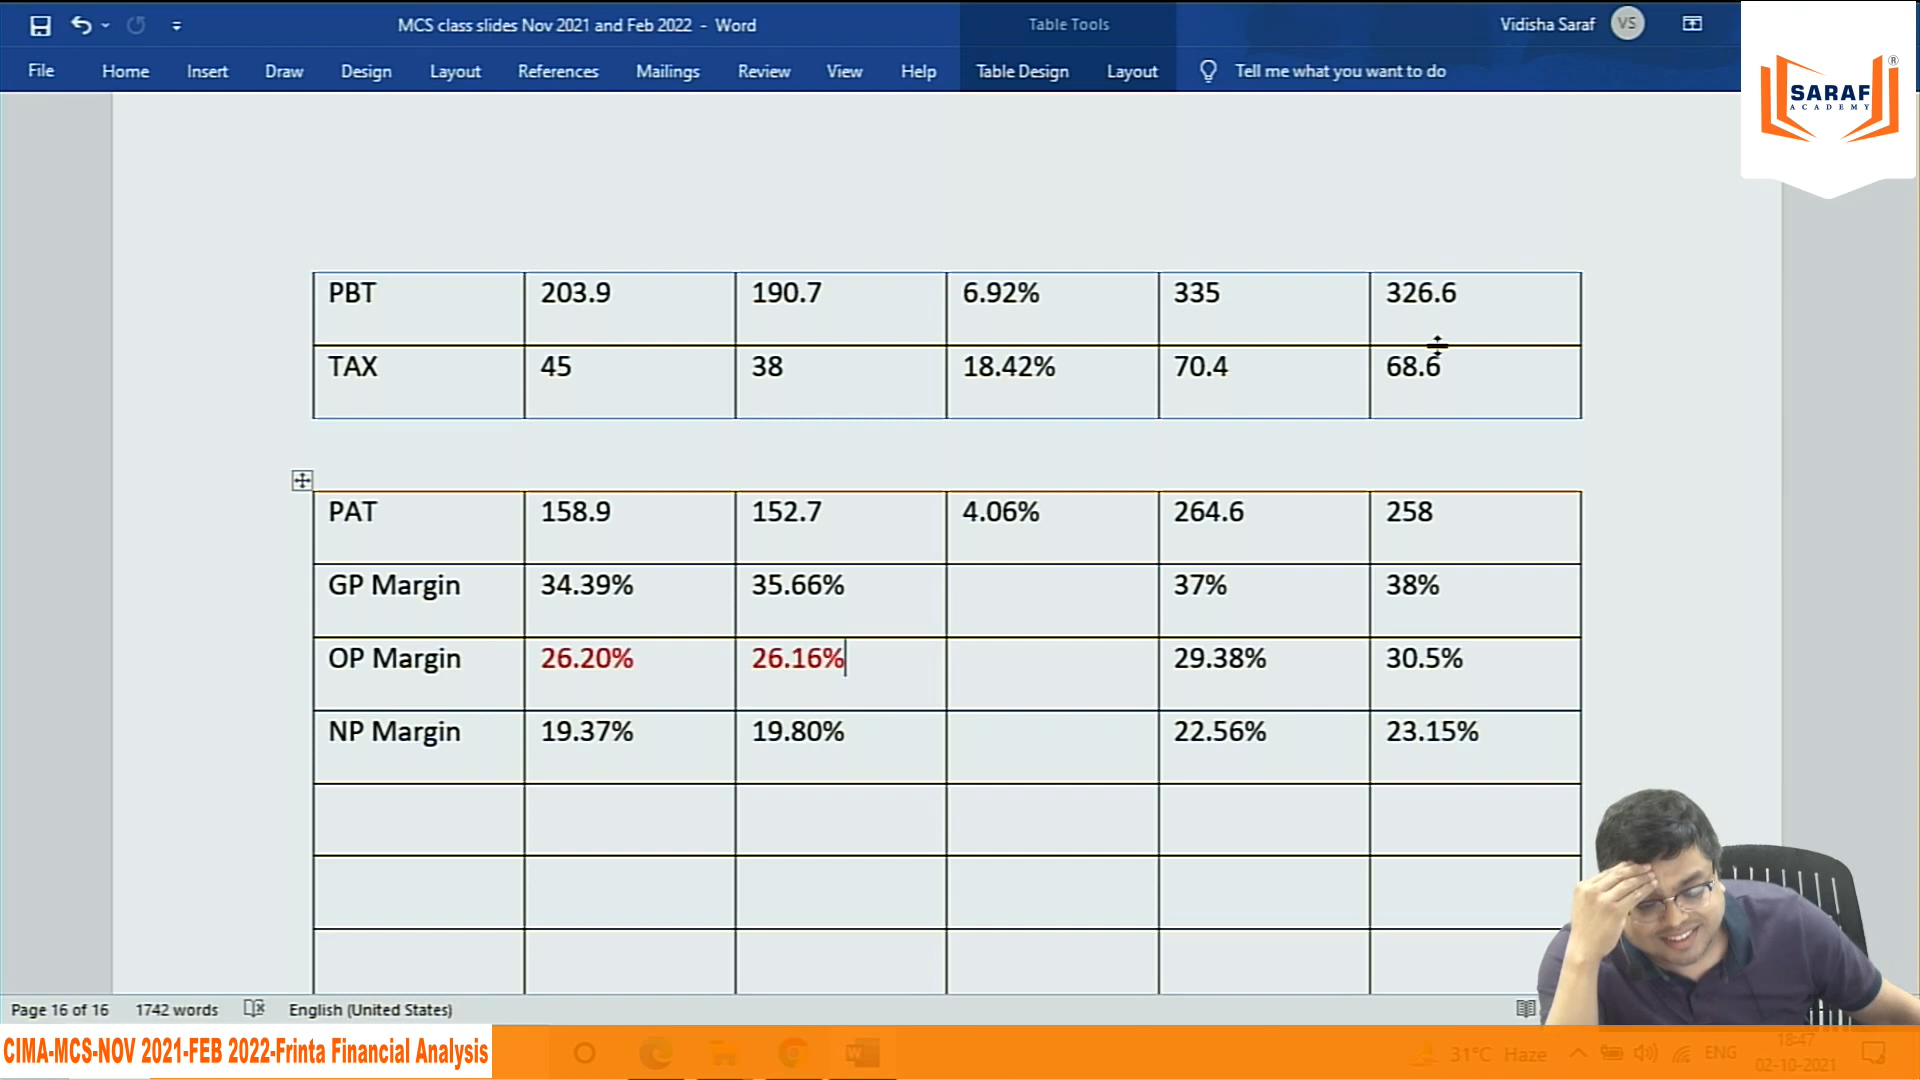 MCS class slides Nov 2021 and Feb 2022 - Word
Table Tools
Vidisha Saraf
VS
File Home Insert Draw Design Layout References Mailings Review View Help Table Design Layout Tell me what you want to do
SARAF
ACADEMY
®
PBT 203.9 190.7 6.92% 335 326.6
TAX 45 38 18.42% 70.4 68.6
PAT 158.9 152.7 4.06% 264.6 258
GP Margin 34.39% 35.66% 37% 38%
OP Margin 26.20% 26.16% 29.38% 30.5%
NP Margin 19.37% 19.80% 22.56% 23.15%
Page 16 of 16 1742 words English (United States)
CIMA-MCS-NOV 2021-FEB 2022-Frinta Financial Analysis
31°C Haze ENG
18:47
02-10-2021